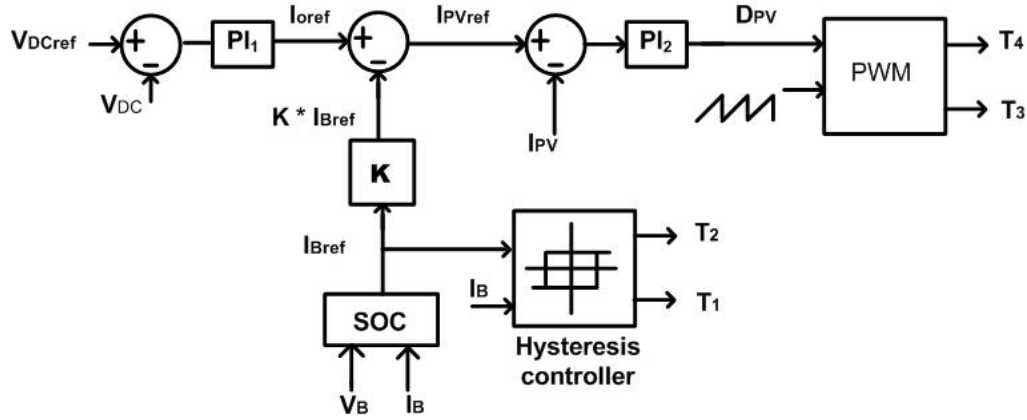 Ioref
IPVref
DPV
VDCref
+
-
PI1
+
-
+
-
PI2
PWM
T4
T3
VDC
K * IBref
IPV
K
IBref
T2
IB
T1
SOC
Hysteresis
controller
VB
IB